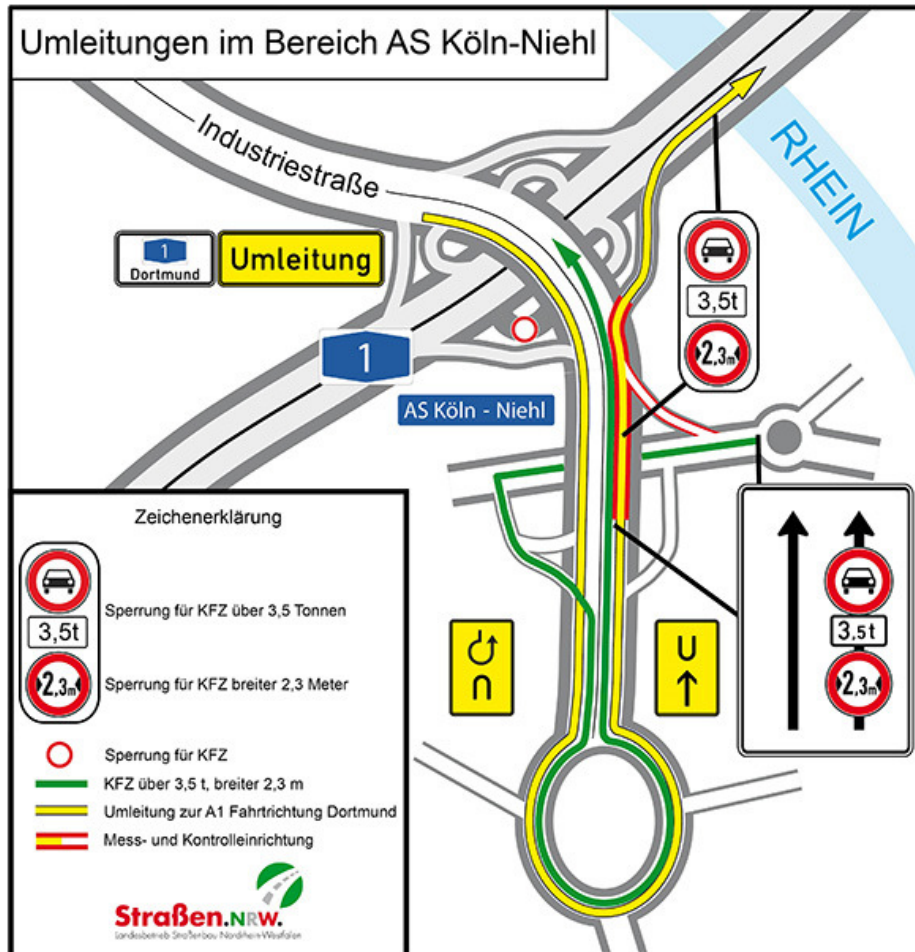 Umleitungen im Bereich AS Köln-Niehl
Industriestraße
RHEIN
1
Dortmund
Umleitung
3,5t
2,3m
1
AS Köln - Niehl
Zeichenerklärung
3,5t
Sperrung für KFZ über 3,5 Tonnen
2,3m
Sperrung für KFZ breiter 2,3 Meter
Sperrung für KFZ
KFZ über 3,5 t, breiter 2,3 m
Umleitung zur A1 Fahrtrichtung Dortmund
Mess- und Kontrolleinrichtung
3,5t
2,3m
Straßen.NRW.
Landesbetrieb Straßenbau Nordrhein-Westfalen